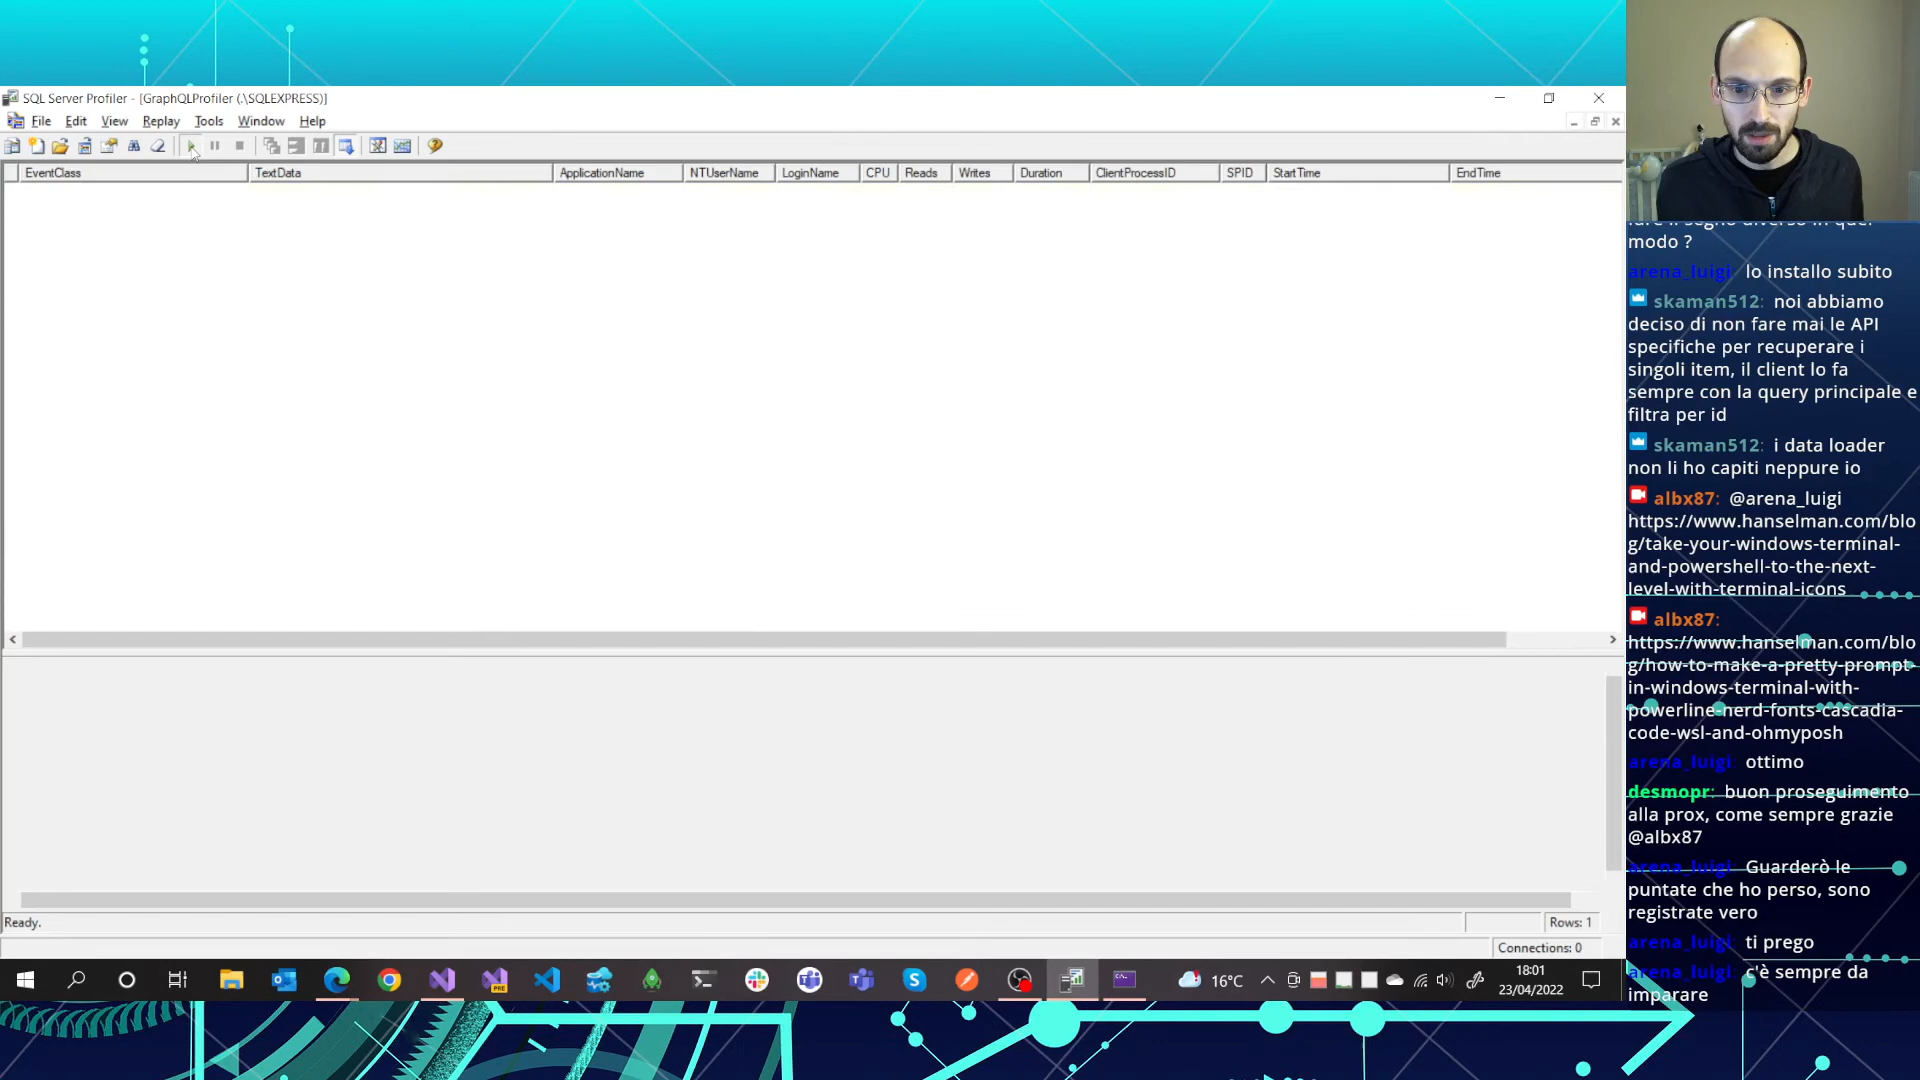 SQL Server Profiler - [GraphQLProfiler (.\SQLEXPRESS)]
File Edit View Replay Tools Window Help
EventClass TextData ApplicationName NTUserName LoginName CPU Reads Writes Duration ClientProcessID SPID StartTime EndTime
Ready.
Rows: 1
Connections: 0
16°C
18:01
23/04/2022
modo ?
arena_luigi: lo installo subito
skaman512: noi abbiamo
deciso di non fare mai le API
specifiche per recuperare i
singoli item, il client lo fa
sempre con la query principale e
filtra per id
skaman512: i data loader
non li ho capiti neppure io
albx87: @arena_luigi
https://www.hanselman.com/blo
g/take-your-windows-terminal-
and-powershell-to-the-next-
level-with-terminal-icons
albx87:
https://www.hanselman.com/blo
g/how-to-make-a-pretty-prompt-
in-windows-terminal-with-
powerline-nerd-fonts-cascadia-
code-wsl-and-ohmyposh
arena_luigi: ottimo
desmopr: buon proseguimento
alla prox, come sempre grazie
@albx87
arena_luigi: Guarderò le
puntate che ho perso, sono
registrate vero
arena_luigi: ti prego
arena_luigi: c'è sempre da
imparare